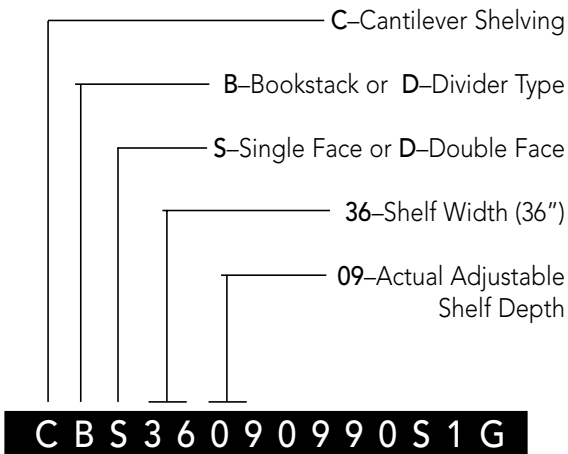 C–Cantilever Shelving
B–Bookstack or D–Divider Type
S–Single Face or D–Double Face
36–Shelf Width (36”)
09–Actual Adjustable
Shelf Depth
C B S 3 6 0 9 0 9 9 0 S 1 G